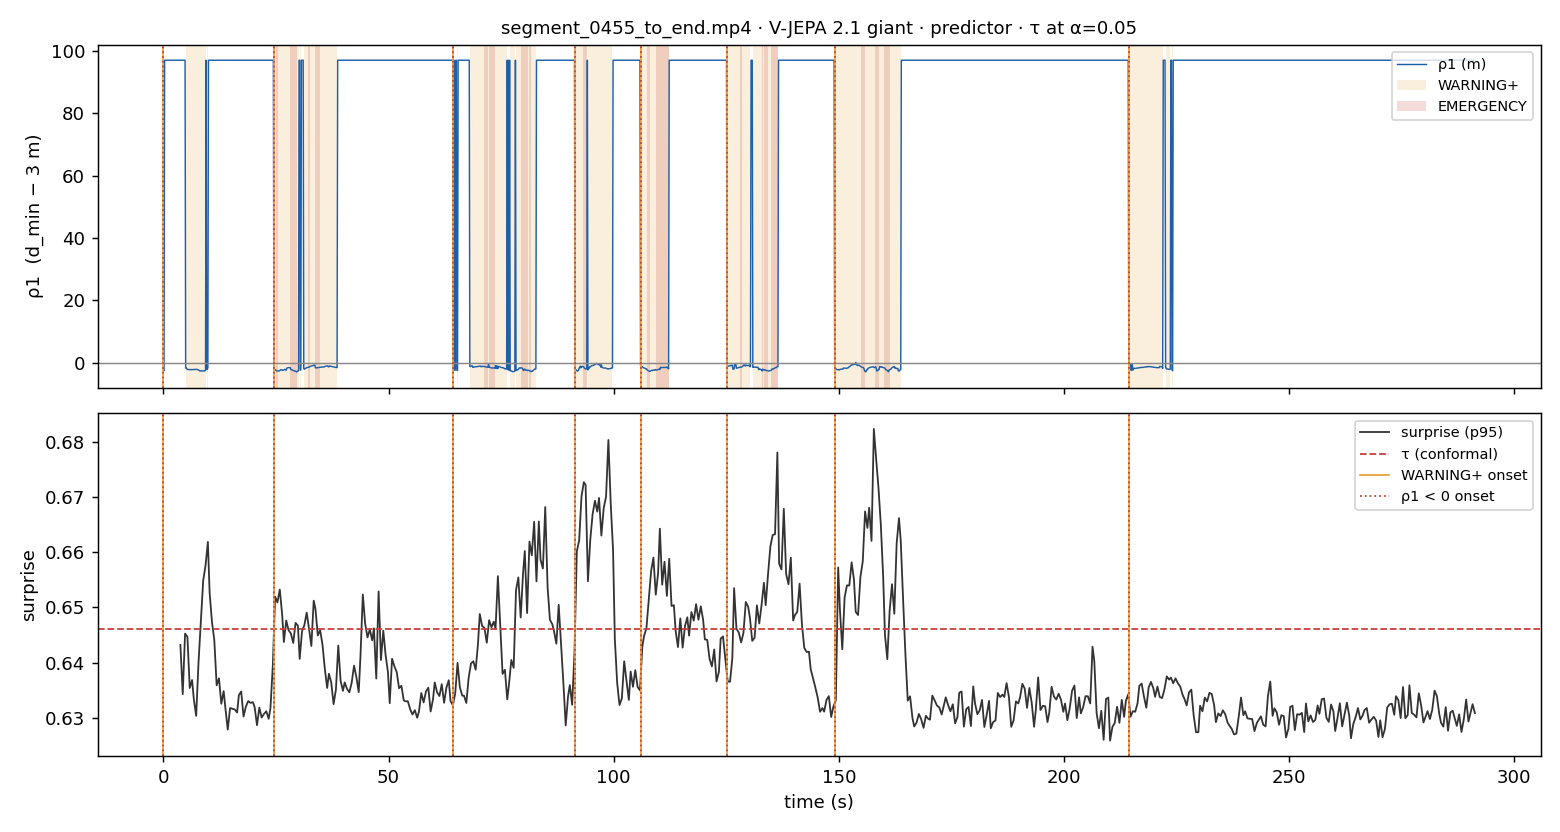 segment_0455_to_end.mp4 · V-JEPA 2.1 giant · predictor · τ at α=0.05
ρ1 (d_min − 3 m)
100
80
60
40
20
0
ρ1 (m)
WARNING+
EMERGENCY
surprise
0.68
0.67
0.66
0.65
0.64
0.63
surprise (p95)
τ (conformal)
WARNING+ onset
ρ1 < 0 onset
0 50 100 150 200 250 300
time (s)